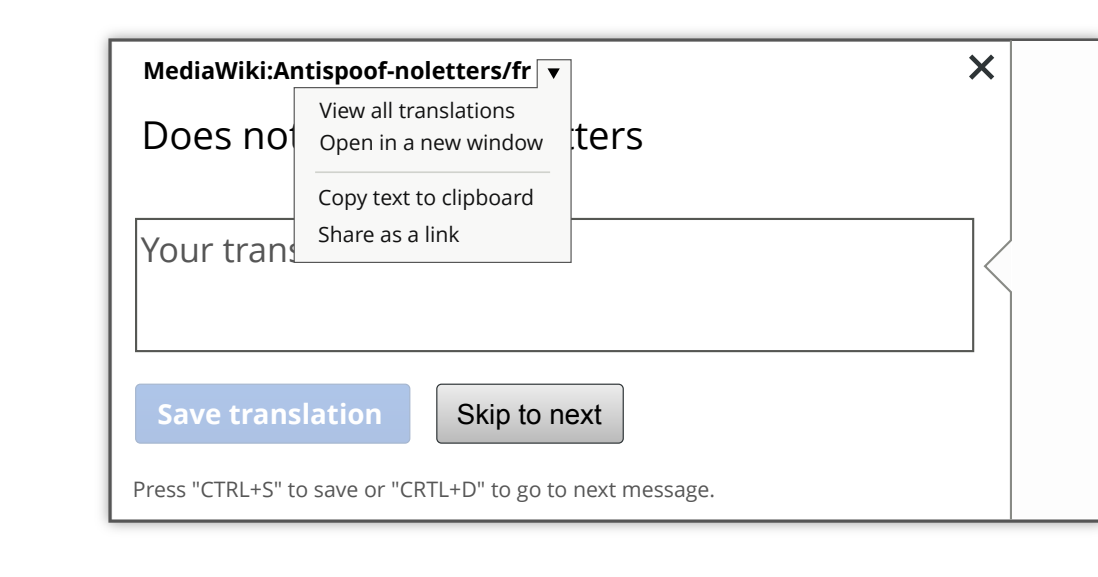 MediaWiki:Antispoof-noletters/fr ▼
View all translations
Does not
tters
Open in a new window
Copy text to clipboard
Share as a link
Your trans
Save translation
Skip to next
Press "CTRL+S" to save or "CRTL+D" to go to next message.